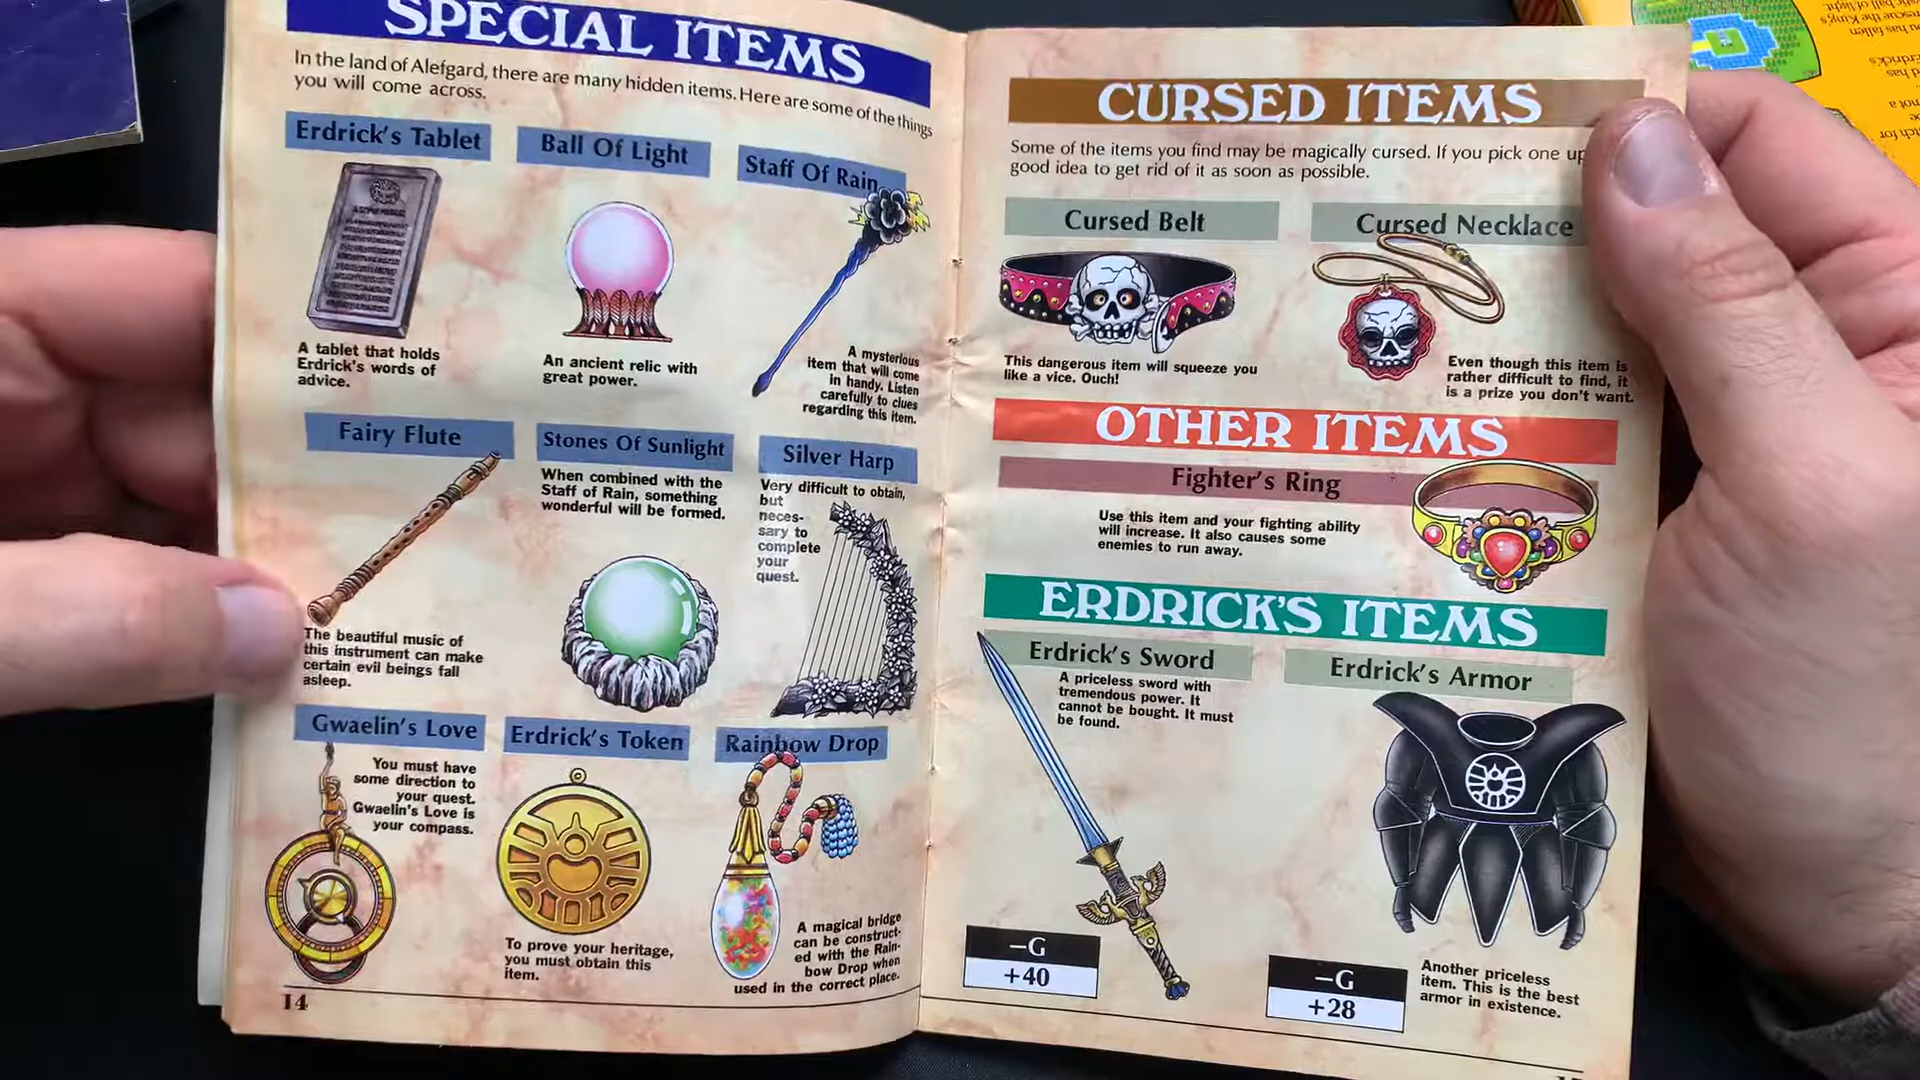 SPECIAL ITEMS
In the land of Alefgard, there are many hidden items. Here are some of the things
you will come across.
Erdrick's Tablet
A tablet that holds
Erdrick's words of
advice.
Ball Of Light
An ancient relic with
great power.
Staff Of Rain
A mysterious
item that will come
in handy. Listen
carefully to clues
regarding this item.
Fairy Flute
The beautiful music of
this instrument can make
certain evil beings fall
asleep.
Stones Of Sunlight
When combined with the
Staff of Rain, something
wonderful will be formed.
Silver Harp
Very difficult to obtain,
but
neces-
sary to
complete
your
quest.
Gwaelin's Love
You must have
some direction to
your quest.
Gwaelin's Love is
your compass.
Erdrick's Token
To prove your heritage,
you must obtain this
item.
Rainbow Drop
A magical bridge
can be construct-
ed with the Rain-
bow Drop when
used in the correct place.
14
CURSED ITEMS
Some of the items you find may be magically cursed. If you pick one up
good idea to get rid of it as soon as possible.
Cursed Belt
This dangerous item will squeeze you
like a vice. Ouch!
Cursed Necklace
Even though this item is
rather difficult to find, it
is a prize you don't want.
OTHER ITEMS
Fighter's Ring
Use this item and your fighting ability
will increase. It also causes some
enemies to run away.
ERDRICK'S ITEMS
Erdrick's Sword
A priceless sword with
tremendous power. It
cannot be bought. It must
be found.
–G
+40
Erdrick's Armor
–G
+28
Another priceless
item. This is the best
armor in existence.